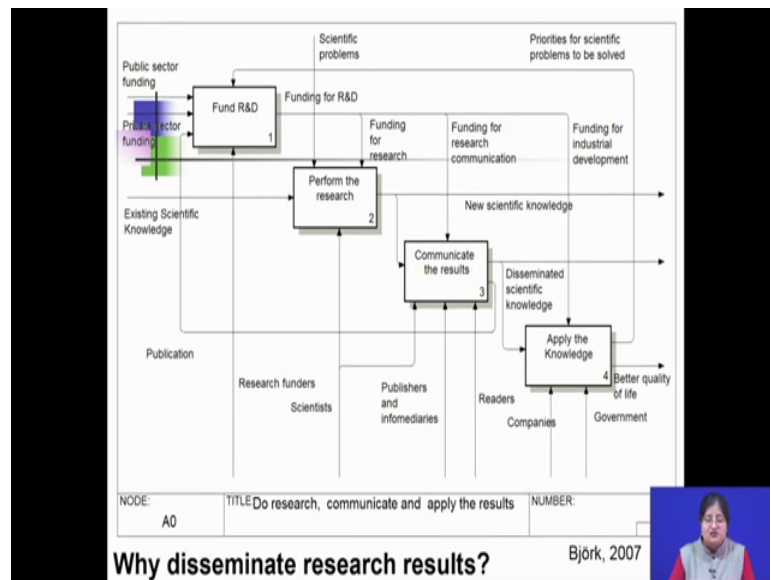 Scientific
problems
Priorities for scientific
problems to be solved
Public sector
funding
Fund R&D
1
Funding for R&D
Private sector
funding
Funding
for
research
Funding for
research
communication
Funding for
industrial
development
Perform the
research
2
Existing Scientific
Knowledge
New scientific knowledge
Communicate
the results
3
Disseminated
scientific
knowledge
Apply the
Knowledge
4
Publication
Research funders
Scientists
Publishers
and
infomediaries
Readers
Companies
Government
Better quality
of life
NODE:
A0
TITLE: Do research, communicate and apply the results
NUMBER:
Why disseminate research results?
Björk, 2007